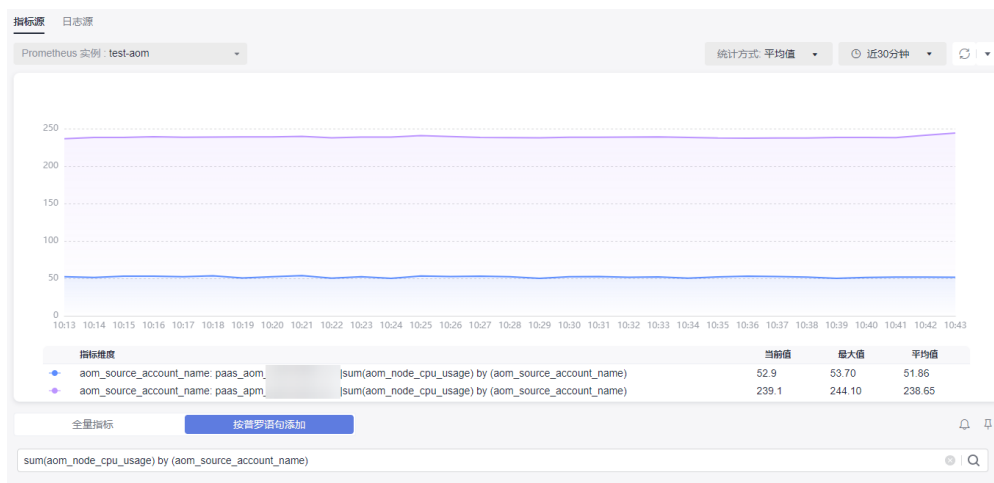 指标源 日志源
Prometheus 实例 : test-aom 统计方式: 平均值 近30分钟
250
200
150
100
50
0
10:13 10:14 10:15 10:16 10:17 10:18 10:19 10:20 10:21 10:22 10:23 10:24 10:25 10:26 10:27 10:28 10:29 10:30 10:31 10:32 10:33 10:34 10:35 10:36 10:37 10:38 10:39 10:40 10:41 10:42 10:43
指标维度 当前值 最大值 平均值
aom_source_account_name: paas_aom_ |sum(aom_node_cpu_usage) by (aom_source_account_name) 52.9 53.70 51.86
aom_source_account_name: paas_apm_ |sum(aom_node_cpu_usage) by (aom_source_account_name) 239.1 244.10 238.65
全量指标 按普罗语句添加
sum(aom_node_cpu_usage) by (aom_source_account_name)